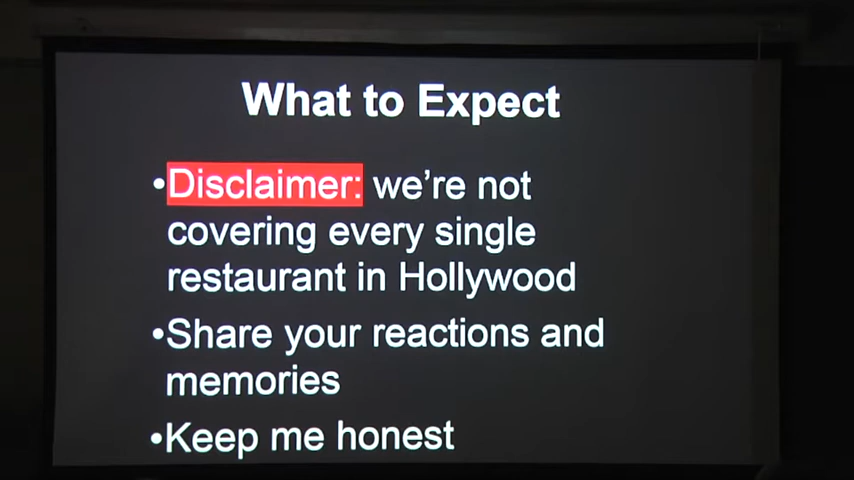 What to Expect
•Disclaimer: we're not
covering every single
restaurant in Hollywood
•Share your reactions and
memories
•Keep me honest